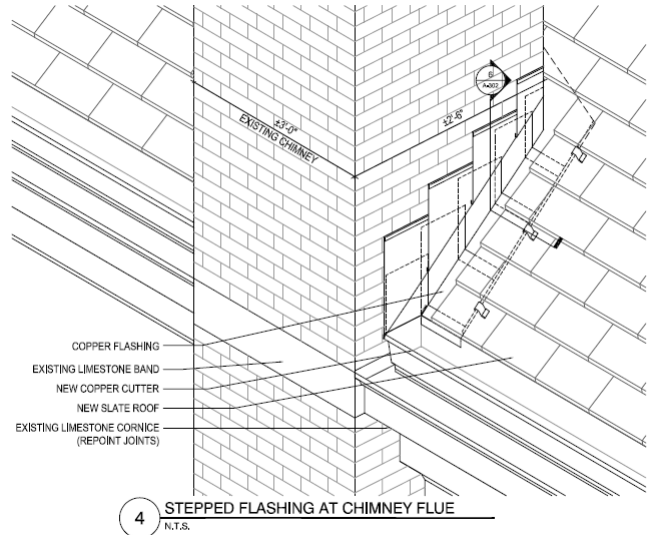 6
A-302
±3'-0"
EXISTING CHIMNEY
±2'-6"
COPPER FLASHING
EXISTING LIMESTONE BAND
NEW COPPER CUTTER
NEW SLATE ROOF
EXISTING LIMESTONE CORNICE
(REPOINT JOINTS)
4 STEPPED FLASHING AT CHIMNEY FLUE
N.T.S.